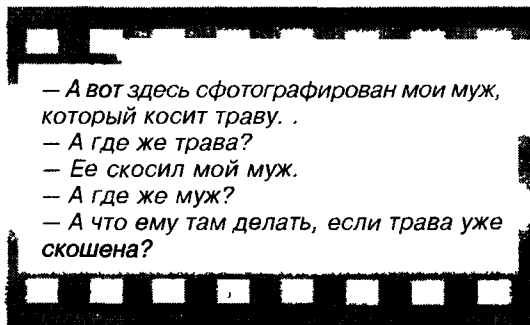 — А вот здесь сфотографирован мои муж,
который косит траву. .
— А где же трава?
— Ее скосил мой муж.
— А где же муж?
— А что ему там делать, если трава уже
скошена?